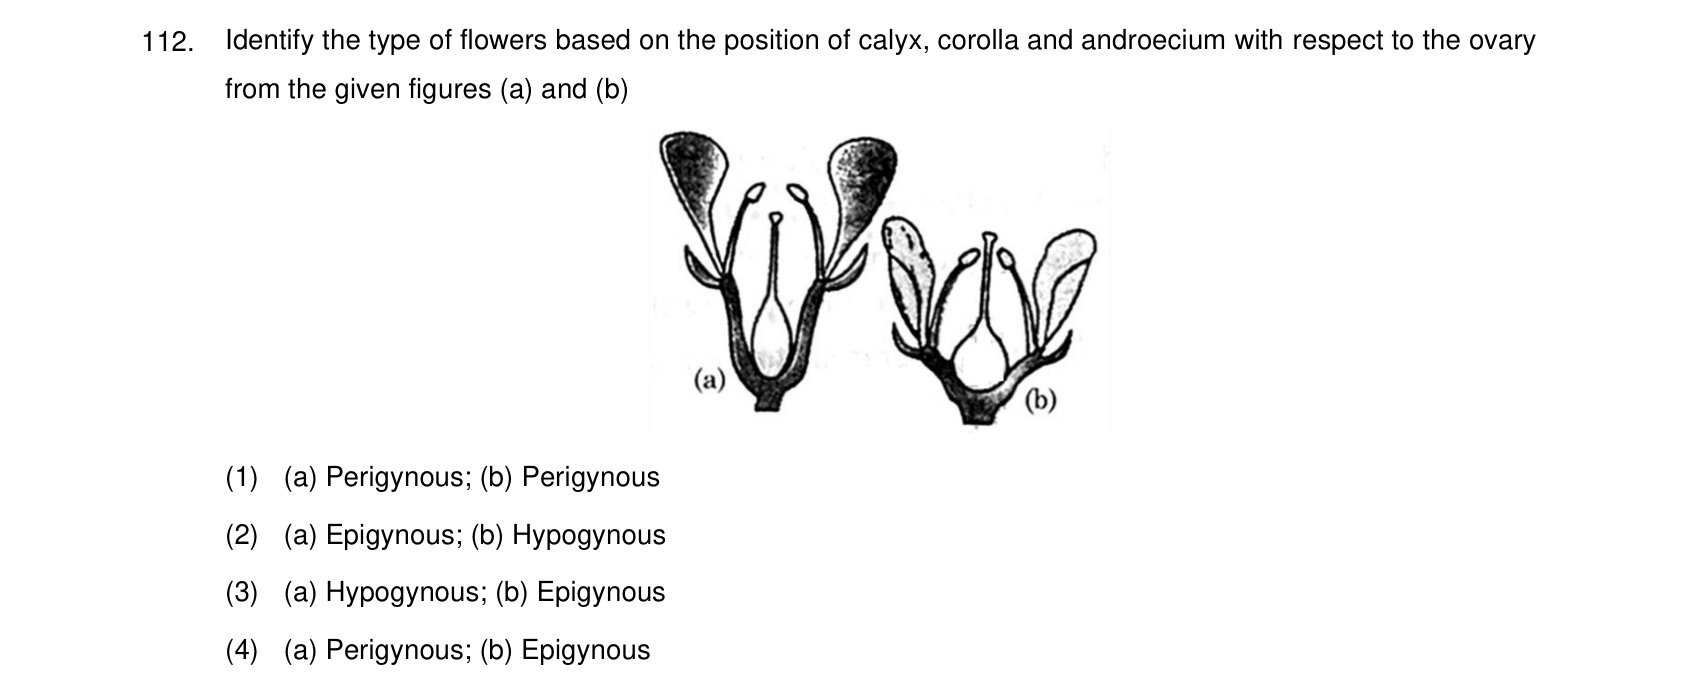 112. Identify the type of flowers based on the position of calyx, corolla and androecium with respect to the ovary
from the given figures (a) and (b)
(a)
(b)
(1) (a) Perigynous; (b) Perigynous
(2) (a) Epigynous; (b) Hypogynous
(3) (a) Hypogynous; (b) Epigynous
(4) (a) Perigynous; (b) Epigynous